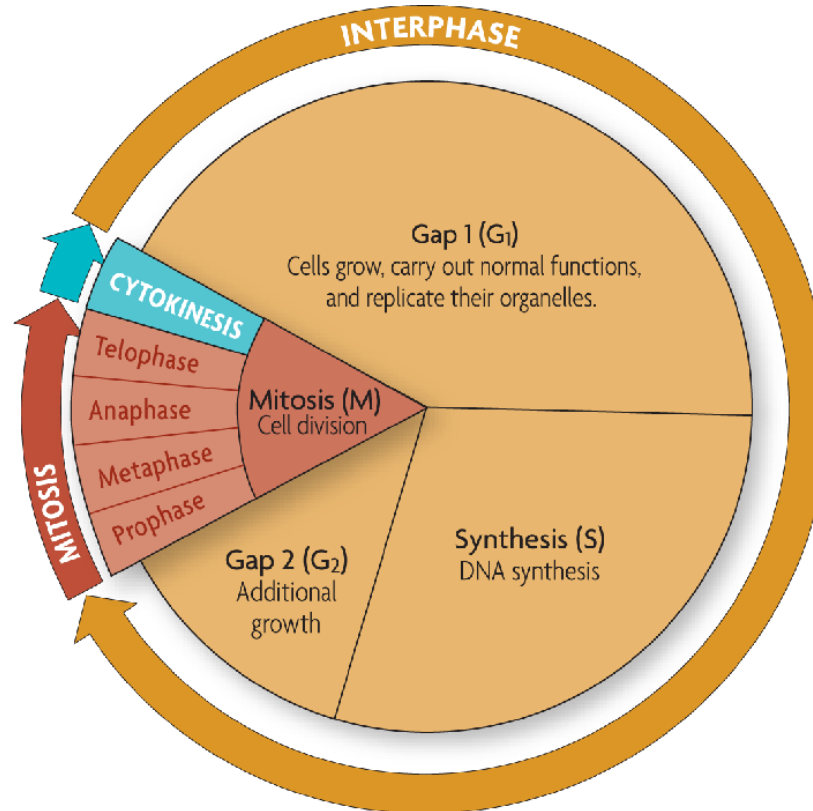 INTERPHASE
Gap 1 (G₁)
Cells grow, carry out normal functions,
and replicate their organelles.
CYTOKINESIS
Telophase
Anaphase
Metaphase
Prophase
Mitosis (M)
Cell division
MITOSIS
Gap 2 (G₂)
Additional
growth
Synthesis (S)
DNA synthesis